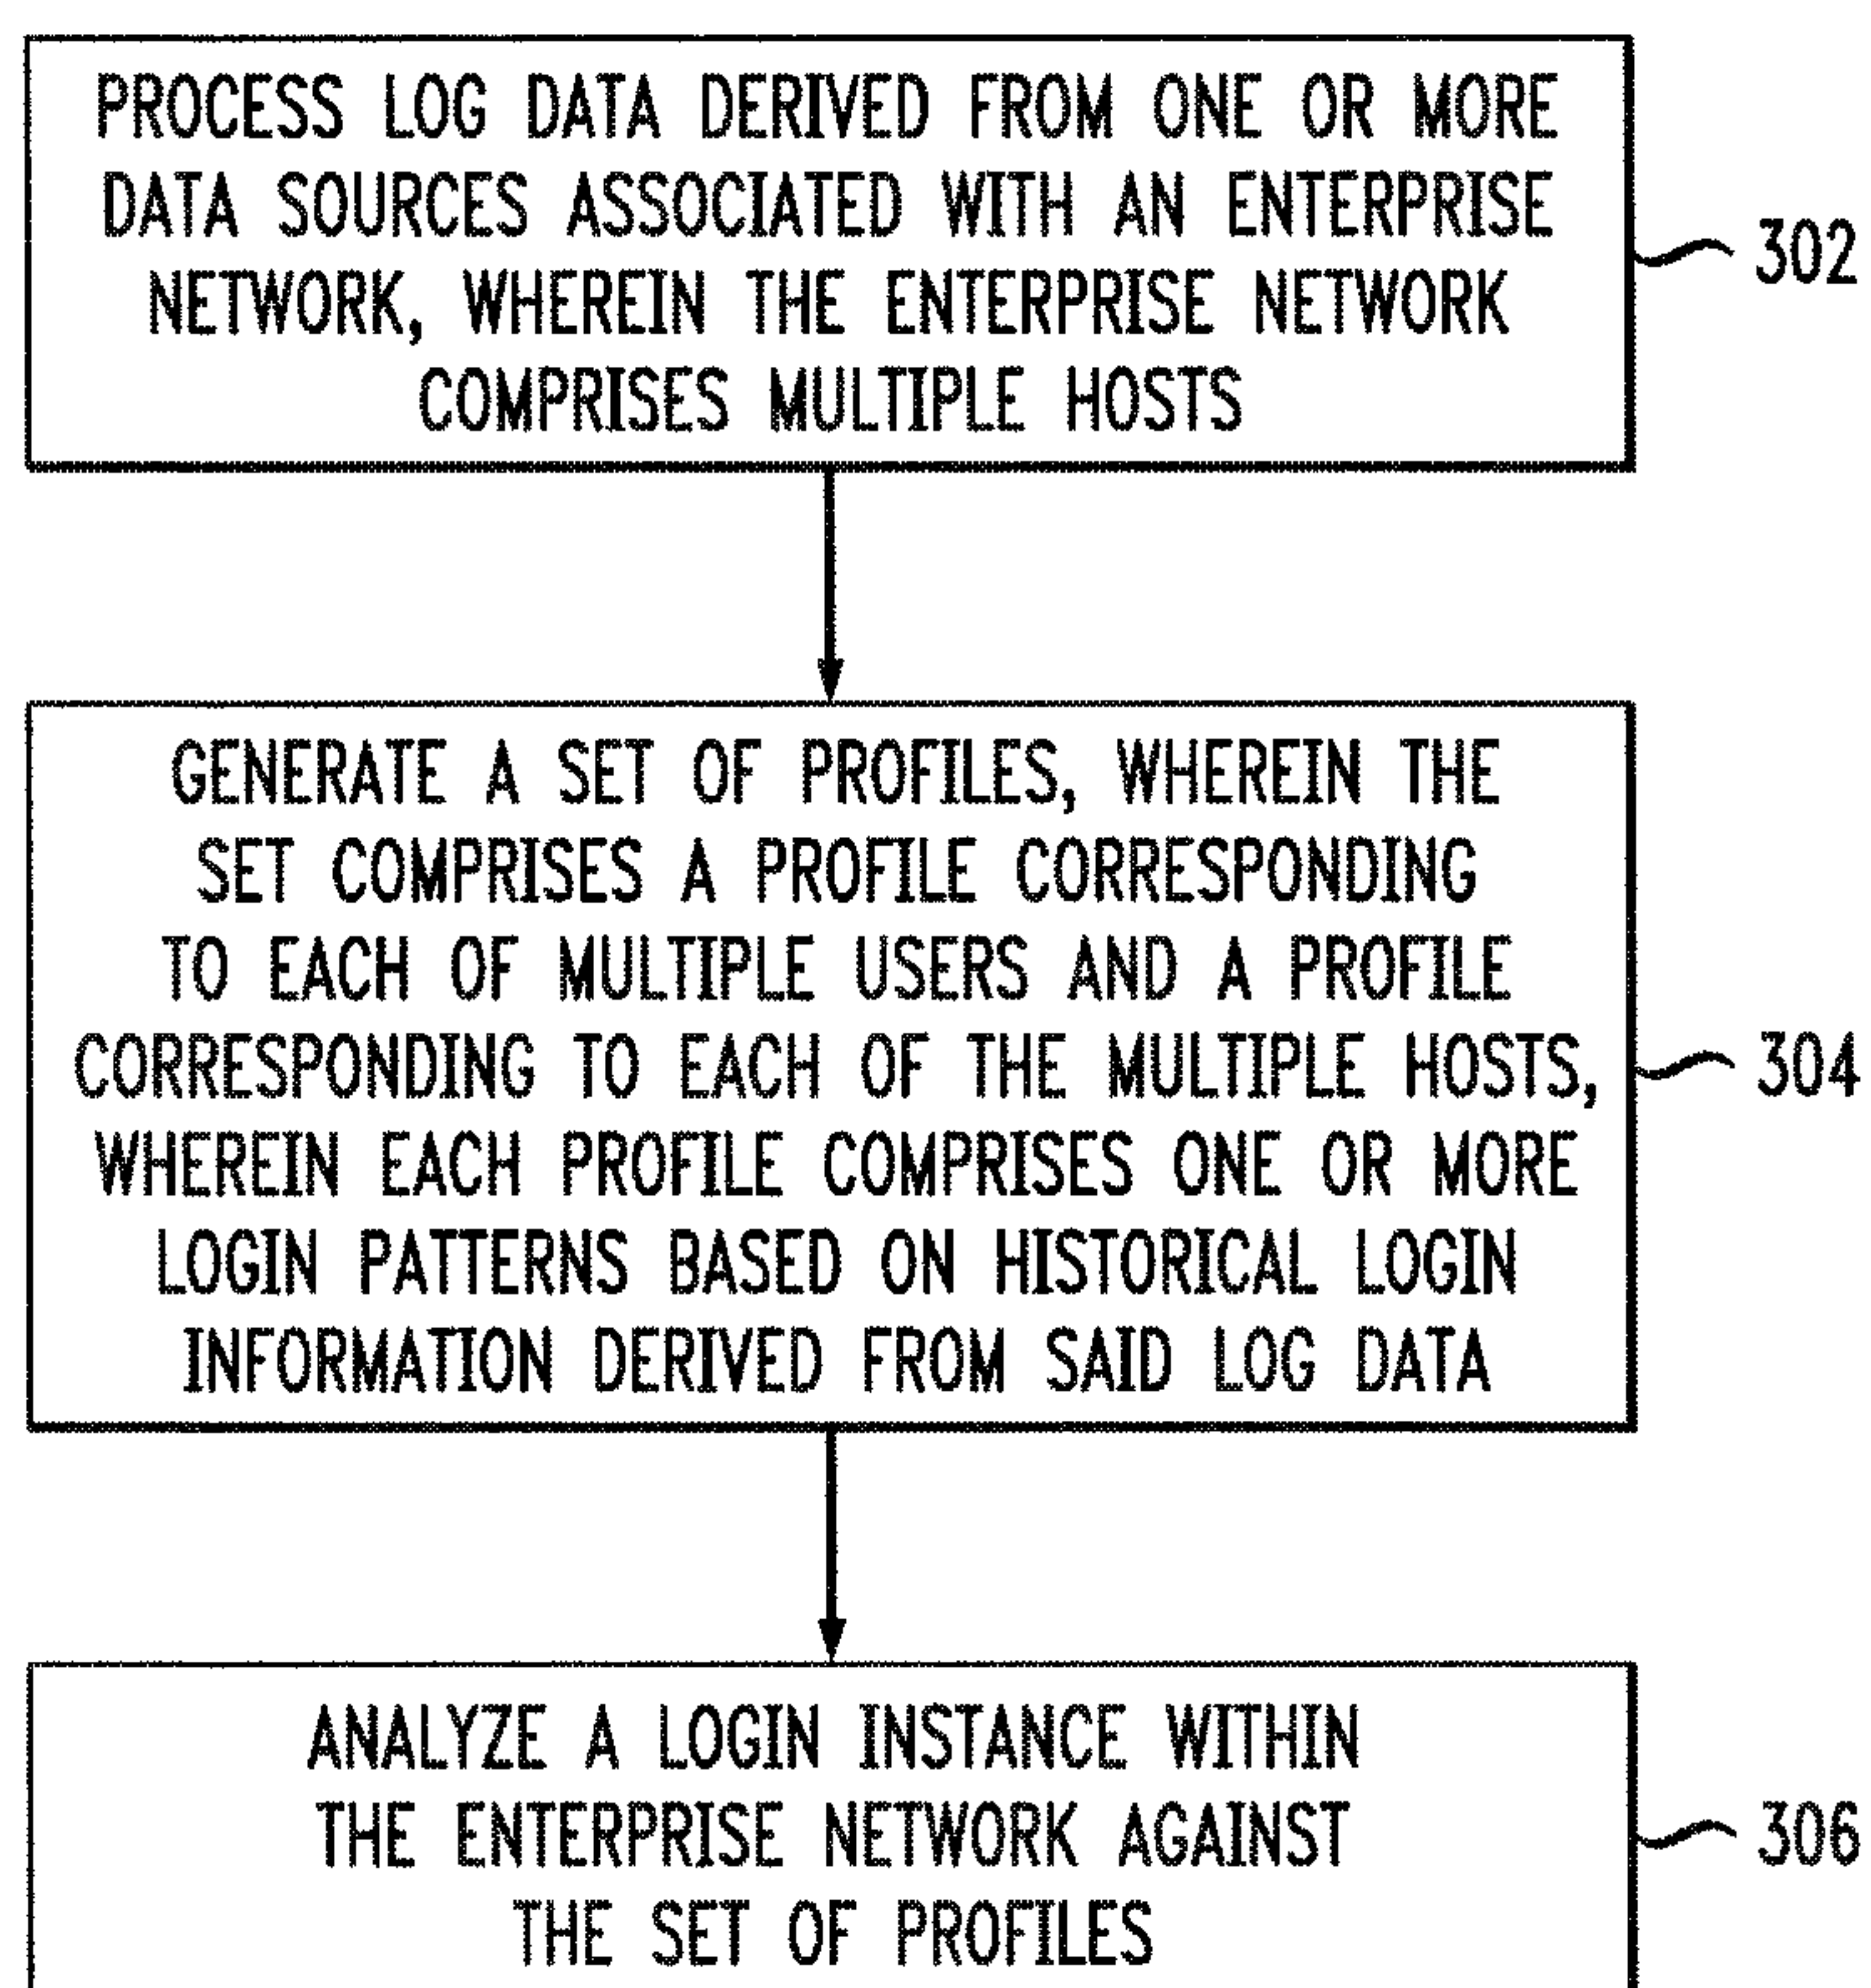 PROCESS LOG DATA DERIVED FROM ONE OR MORE
DATA SOURCES ASSOCIATED WITH AN ENTERPRISE
NETWORK, WHEREIN THE ENTERPRISE NETWORK
COMPRISES MULTIPLE HOSTS
302
GENERATE A SET OF PROFILES, WHEREIN THE
SET COMPRISES A PROFILE CORRESPONDING
TO EACH OF MULTIPLE USERS AND A PROFILE
CORRESPONDING TO EACH OF THE MULTIPLE HOSTS,
WHEREIN EACH PROFILE COMPRISES ONE OR MORE
LOGIN PATTERNS BASED ON HISTORICAL LOGIN
INFORMATION DERIVED FROM SAID LOG DATA
304
ANALYZE A LOGIN INSTANCE WITHIN
THE ENTERPRISE NETWORK AGAINST
THE SET OF PROFILES
306